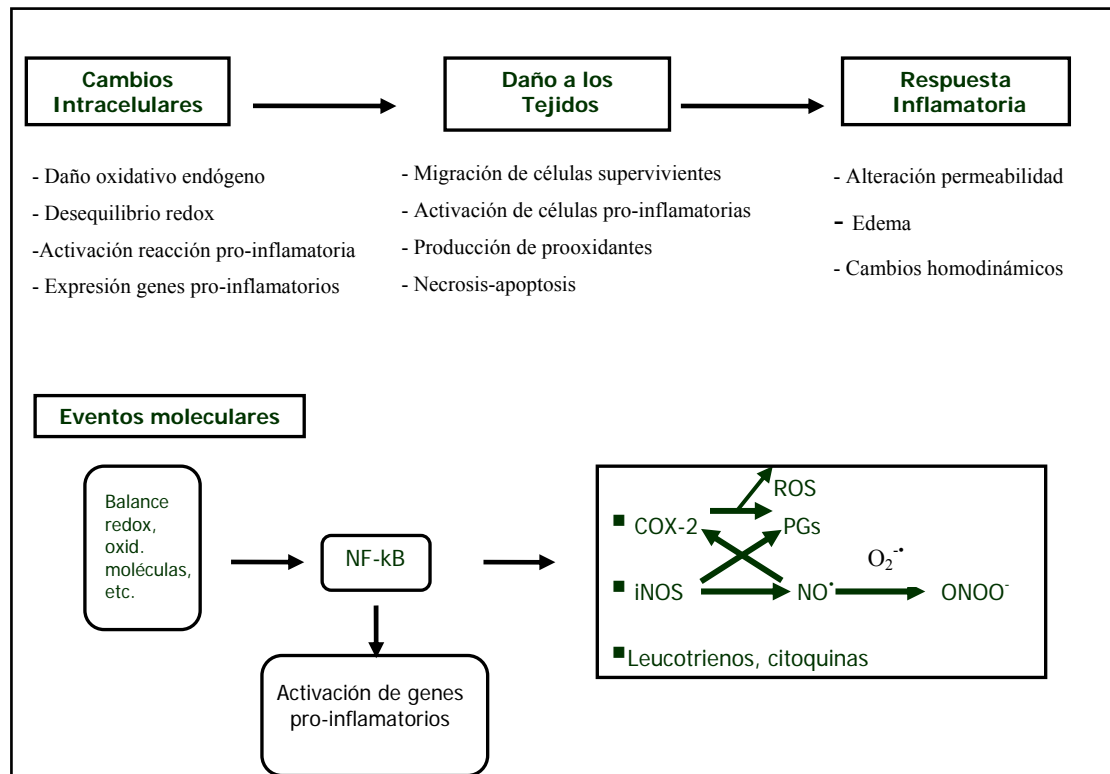 Cambios
Intracelulares
Daño a los
Tejidos
Respuesta
Inflamatoria
- Daño oxidativo endógeno
- Desequilibrio redox
-Activación reacción pro-inflamatoria
- Expresión genes pro-inflamatorios
- Migración de células supervivientes
- Activación de células pro-inflamatorias
- Producción de prooxidantes
- Necrosis-apoptosis
- Alteración permeabilidad
- Edema
- Cambios homodinámicos
Eventos moleculares
Balance
redox,
oxid.
moléculas,
etc.
NF-kB
Activación de genes
pro-inflamatorios
ROS
▪ COX-2 PGs
O₂⁻•
▪ iNOS NO• ONOO⁻
▪ Leucotrienos, citoquinas